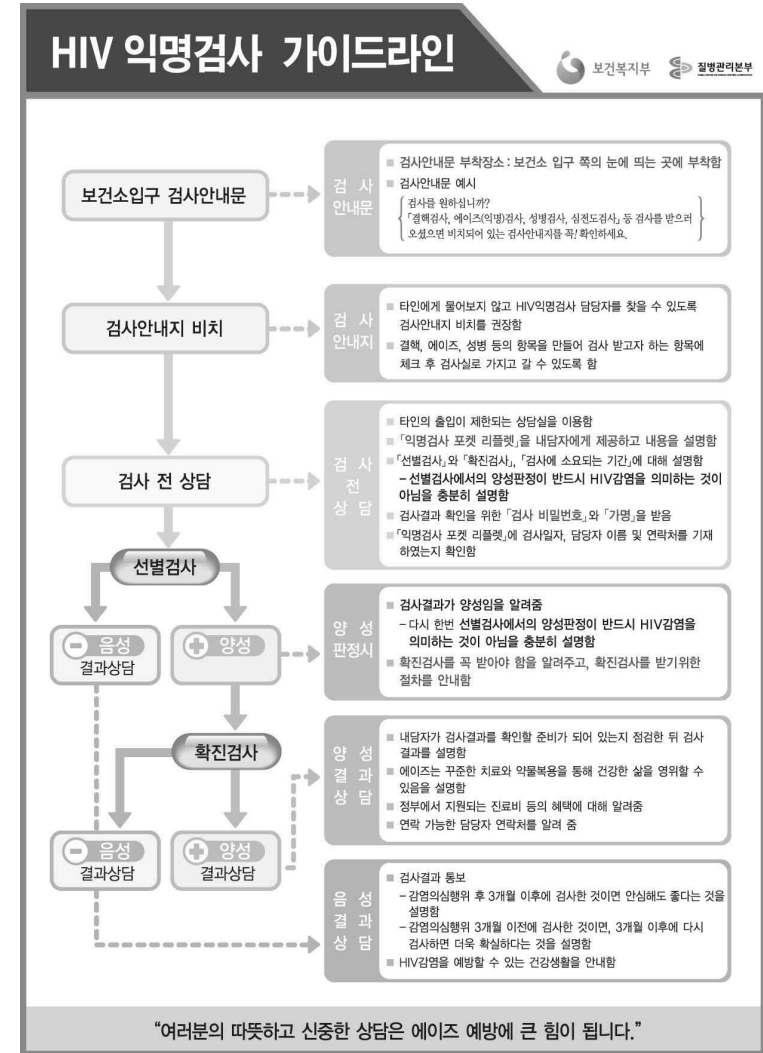 HIV 익명검사 가이드라인
보건복지부
질병관리본부
보건소입구 검사안내문
검 사
안내문
■ 검사안내문 부착장소 : 보건소 입구 쪽의 눈에 띄는 곳에 부착함
■ 검사안내문 예시
검사를 원하십니까?
「결핵검사, 에이즈(익명)검사, 성병검사, 심전도검사」 등 검사를 받으러
오셨으면 비치되어 있는 검사안내지를 꼭! 확인하세요.
검사안내지 비치
검 사
안내지
■ 타인에게 물어보지 않고 HIV익명검사 담당자를 찾을 수 있도록
검사안내지 비치를 권장함
■ 결핵, 에이즈, 성병 등의 항목을 만들어 검사 받고자 하는 항목에
체크 후 검사실로 가지고 갈 수 있도록 함
검사 전 상담
검 사
전
상 담
■ 타인의 출입이 제한되는 상담실을 이용함
■ 「익명검사 포켓 리플렛」을 내담자에게 제공하고 내용을 설명함
■ 「선별검사」와 「확진검사」, 「검사에 소요되는 기간」에 대해 설명함
– 선별검사에서의 양성판정이 반드시 HIV감염을 의미하는 것이
아님을 충분히 설명함
■ 검사결과 확인을 위한 「검사 비밀번호」와 「가명」을 받음
■ 「익명검사 포켓 리플렛」에 검사일자, 담당자 이름 및 연락처를 기재
하였는지 확인함
선별검사
음성
결과상담
양성
양 성
판정시
■ 검사결과가 양성임을 알려줌
– 다시 한번 선별검사에서의 양성판정이 반드시 HIV감염을
의미하는 것이 아님을 충분히 설명함
■ 확진검사를 꼭 받아야 함을 알려주고, 확진검사를 받기위한
절차를 안내함
확진검사
음성
결과상담
양성
결과상담
양 성
결 과
상 담
■ 내담자가 검사결과를 확인할 준비가 되어 있는지 점검한 뒤 검사
결과를 설명함
■ 에이즈는 꾸준한 치료와 약물복용을 통해 건강한 삶을 영위할 수
있음을 설명함
■ 정부에서 지원되는 진료비 등의 혜택에 대해 알려줌
■ 연락 가능한 담당자 연락처를 알려 줌
음 성
결 과
상 담
■ 검사결과 통보
– 감염의심행위 후 3개월 이후에 검사한 것이면 안심해도 좋다는 것을
설명함
– 감염의심행위 3개월 이전에 검사한 것이면, 3개월 이후에 다시
검사하면 더욱 확실하다는 것을 설명함
■ HIV감염을 예방할 수 있는 건강생활을 안내함
“여러분의 따뜻하고 신중한 상담은 에이즈 예방에 큰 힘이 됩니다.”